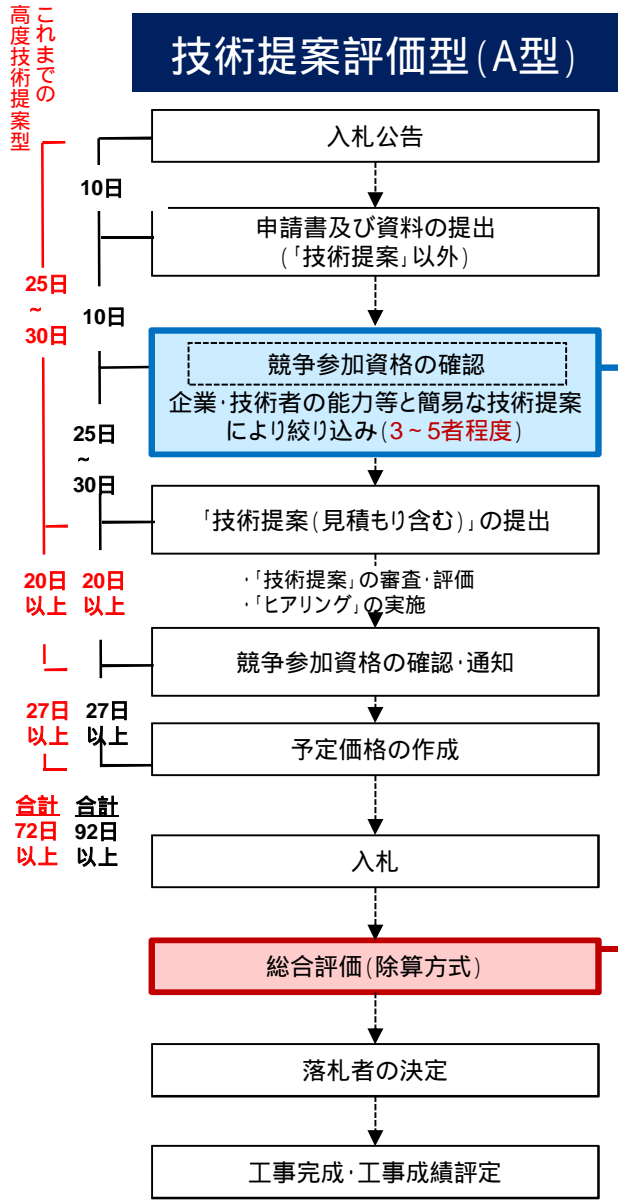 これまでの
高度技術提案型
技術提案評価型(A型)
入札公告
10日
申請書及び資料の提出
(「技術提案」以外)
25日
~
30日
10日
競争参加資格の確認
企業・技術者の能力等と簡易な技術提案
により絞り込み(3~5者程度)
25日
~
30日
「技術提案(見積もり含む)」の提出
20日
以上
20日
以上
・「技術提案」の審査・評価
・「ヒアリング」の実施
競争参加資格の確認・通知
27日
以上
27日
以上
予定価格の作成
合計
72日
以上
合計
92日
以上
入札
総合評価(除算方式)
落札者の決定
工事完成・工事成績評定